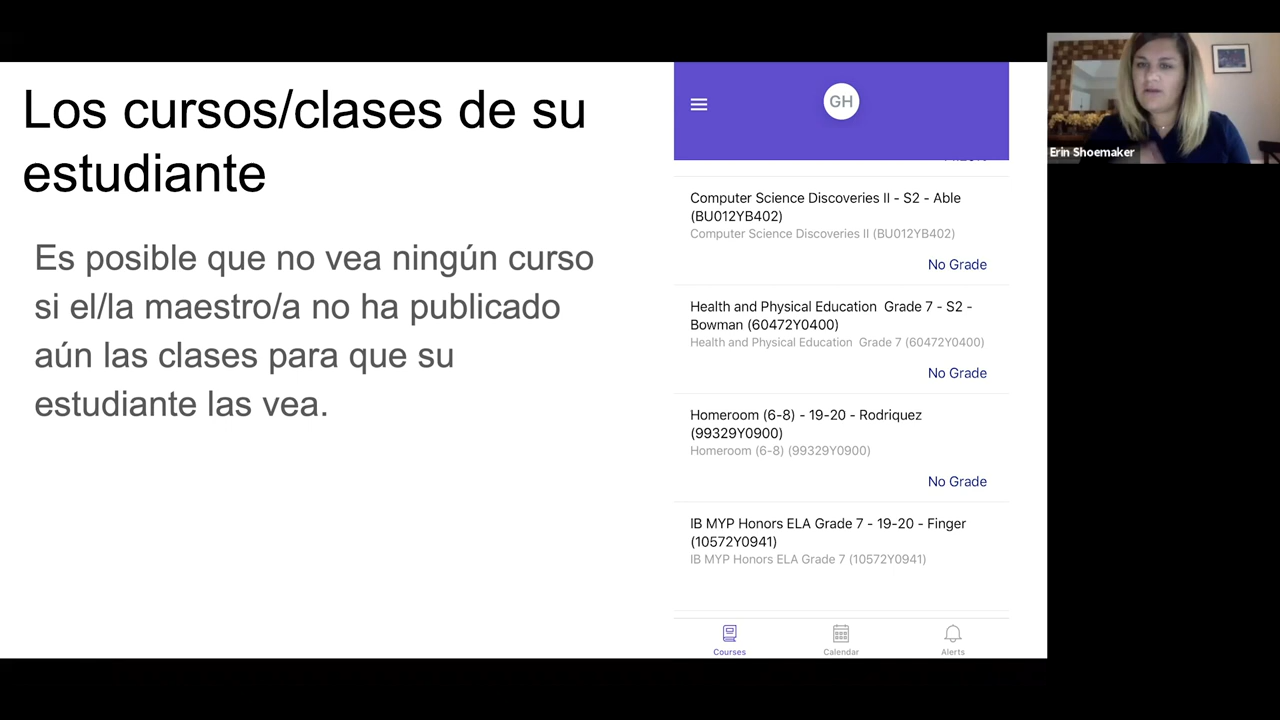 Los cursos/clases de su
estudiante
Es posible que no vea ningún curso
si el/la maestro/a no ha publicado
aún las clases para que su
estudiante las vea.
GH
Computer Science Discoveries II - S2 - Able
(BU012YB402)
Computer Science Discoveries II (BU012YB402)
No Grade
Health and Physical Education  Grade 7 - S2 -
Bowman (60472Y0400)
Health and Physical Education  Grade 7 (60472Y0400)
No Grade
Homeroom (6-8) - 19-20 - Rodriquez
(99329Y0900)
Homeroom (6-8) (99329Y0900)
No Grade
IB MYP Honors ELA Grade 7 - 19-20 - Finger
(10572Y0941)
IB MYP Honors ELA Grade 7 (10572Y0941)
Courses
Calendar
Alerts
Erin Shoemaker